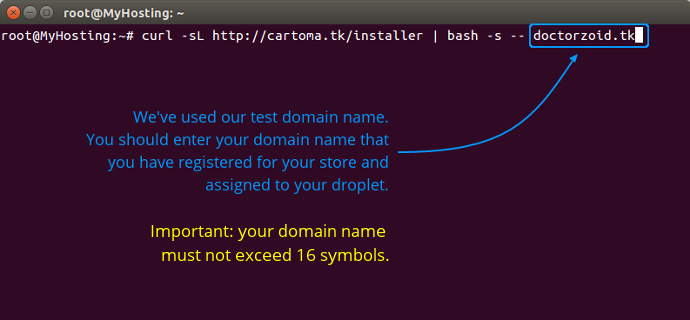 root@MyHosting: ~
root@MyHosting:~# curl -sL http://cartoma.tk/installer | bash -s -- doctorzoid.tk
We've used our test domain name.
You should enter your domain name that
you have registered for your store and
assigned to your droplet.
Important: your domain name
must not exceed 16 symbols.